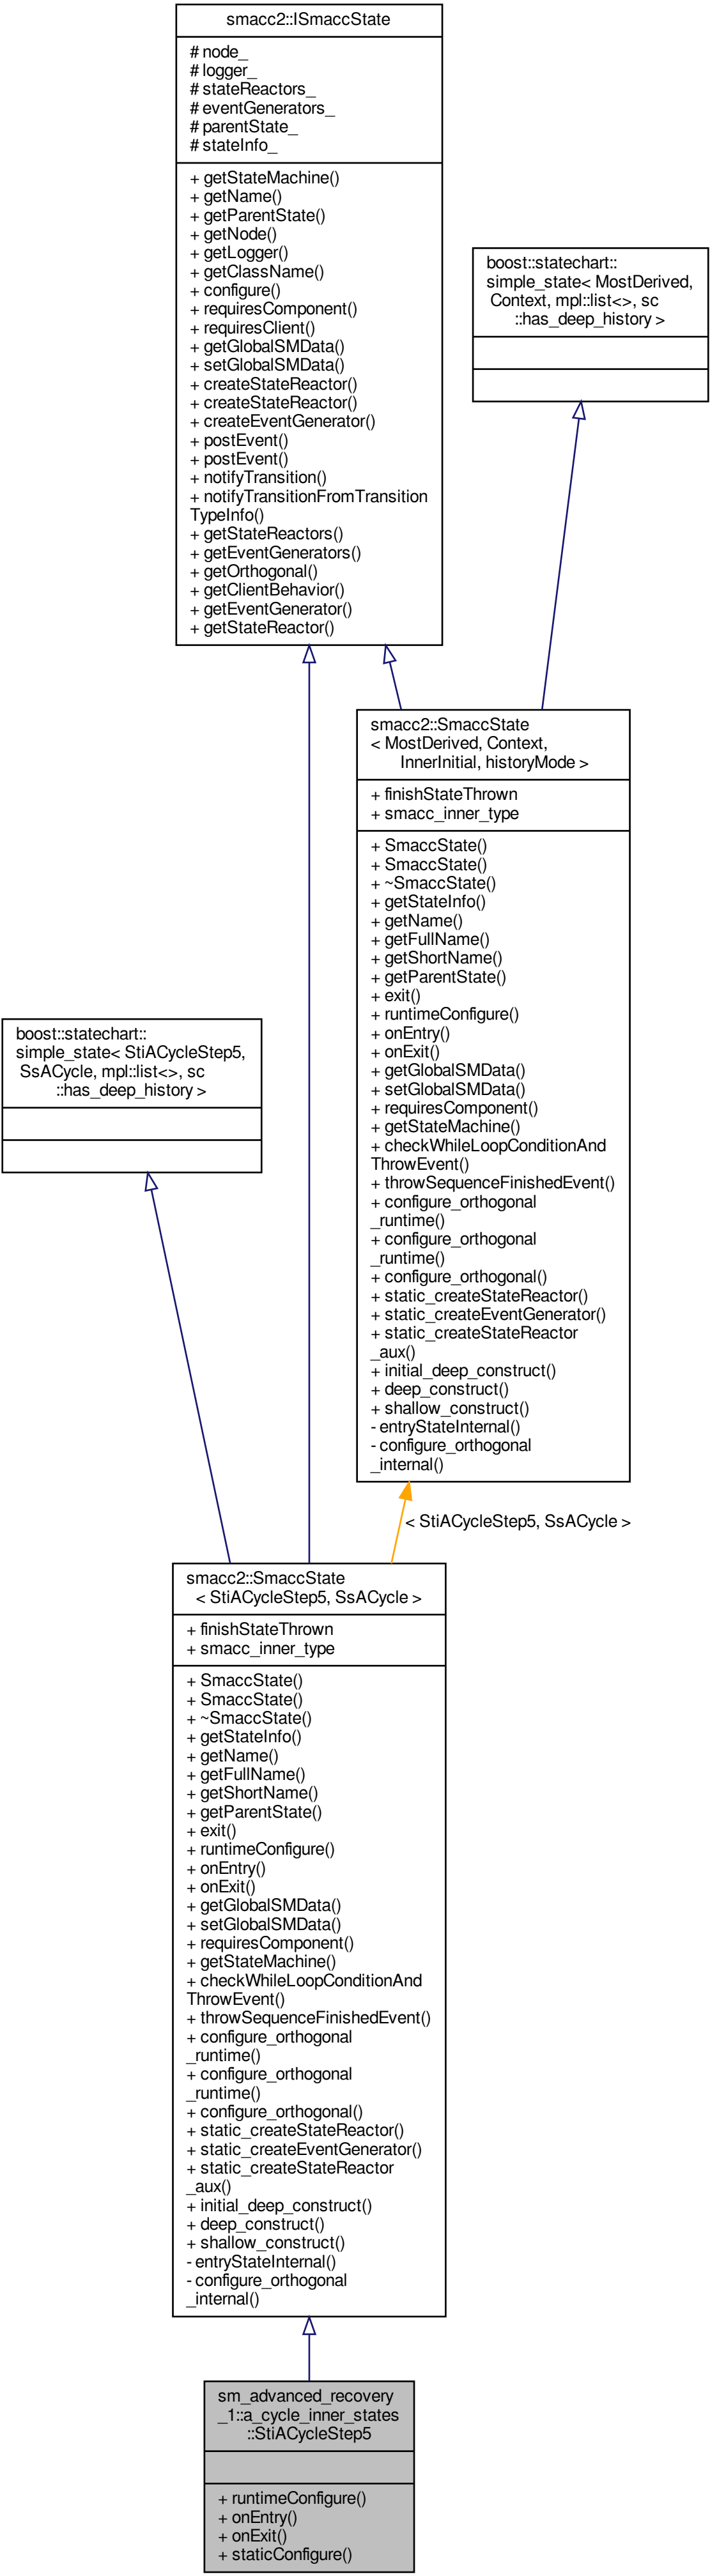 smacc2::ISmaccState
# node_
# logger_
# stateReactors_
# eventGenerators_
# parentState_
# stateInfo_
+ getStateMachine()
+ getName()
+ getParentState()
+ getNode()
+ getLogger()
+ getClassName()
+ configure()
+ requiresComponent()
+ requiresClient()
+ getGlobalSMData()
+ setGlobalSMData()
+ createStateReactor()
+ createStateReactor()
+ createEventGenerator()
+ postEvent()
+ postEvent()
+ notifyTransition()
+ notifyTransitionFromTransition
TypeInfo()
+ getStateReactors()
+ getEventGenerators()
+ getOrthogonal()
+ getClientBehavior()
+ getEventGenerator()
+ getStateReactor()
boost::statechart::
simple_state< MostDerived,
Context, mpl::list<>, sc
::has_deep_history >
smacc2::SmaccState
< MostDerived, Context,
InnerInitial, historyMode >
+ finishStateThrown
+ smacc_inner_type
+ SmaccState()
+ SmaccState()
+ ~SmaccState()
+ getStateInfo()
+ getName()
+ getFullName()
+ getShortName()
+ getParentState()
+ exit()
+ runtimeConfigure()
+ onEntry()
+ onExit()
+ getGlobalSMData()
+ setGlobalSMData()
+ requiresComponent()
+ getStateMachine()
+ checkWhileLoopConditionAnd
ThrowEvent()
+ throwSequenceFinishedEvent()
+ configure_orthogonal
_runtime()
+ configure_orthogonal
_runtime()
+ configure_orthogonal()
+ static_createStateReactor()
+ static_createEventGenerator()
+ static_createStateReactor
_aux()
+ initial_deep_construct()
+ deep_construct()
+ shallow_construct()
- entryStateInternal()
- configure_orthogonal
_internal()
boost::statechart::
simple_state< StiACycleStep5,
SsACycle, mpl::list<>, sc
::has_deep_history >
< StiACycleStep5, SsACycle >
smacc2::SmaccState
< StiACycleStep5, SsACycle >
+ finishStateThrown
+ smacc_inner_type
+ SmaccState()
+ SmaccState()
+ ~SmaccState()
+ getStateInfo()
+ getName()
+ getFullName()
+ getShortName()
+ getParentState()
+ exit()
+ runtimeConfigure()
+ onEntry()
+ onExit()
+ getGlobalSMData()
+ setGlobalSMData()
+ requiresComponent()
+ getStateMachine()
+ checkWhileLoopConditionAnd
ThrowEvent()
+ throwSequenceFinishedEvent()
+ configure_orthogonal
_runtime()
+ configure_orthogonal
_runtime()
+ configure_orthogonal()
+ static_createStateReactor()
+ static_createEventGenerator()
+ static_createStateReactor
_aux()
+ initial_deep_construct()
+ deep_construct()
+ shallow_construct()
- entryStateInternal()
- configure_orthogonal
_internal()
sm_advanced_recovery
_1::a_cycle_inner_states
::StiACycleStep5
+ runtimeConfigure()
+ onEntry()
+ onExit()
+ staticConfigure()